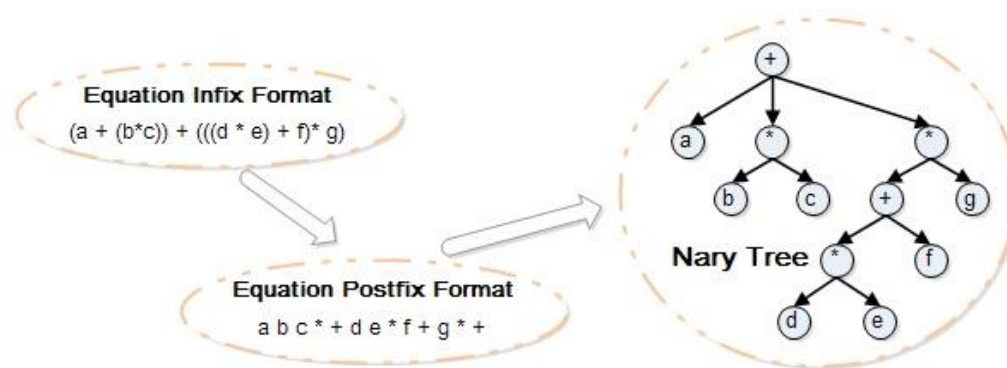 Equation Infix Format
(a + (b*c)) + (((d * e) + f)* g)
Equation Postfix Format
a b c * + d e * f + g * +
+
a * *
b c + g
Nary Tree * f
d e